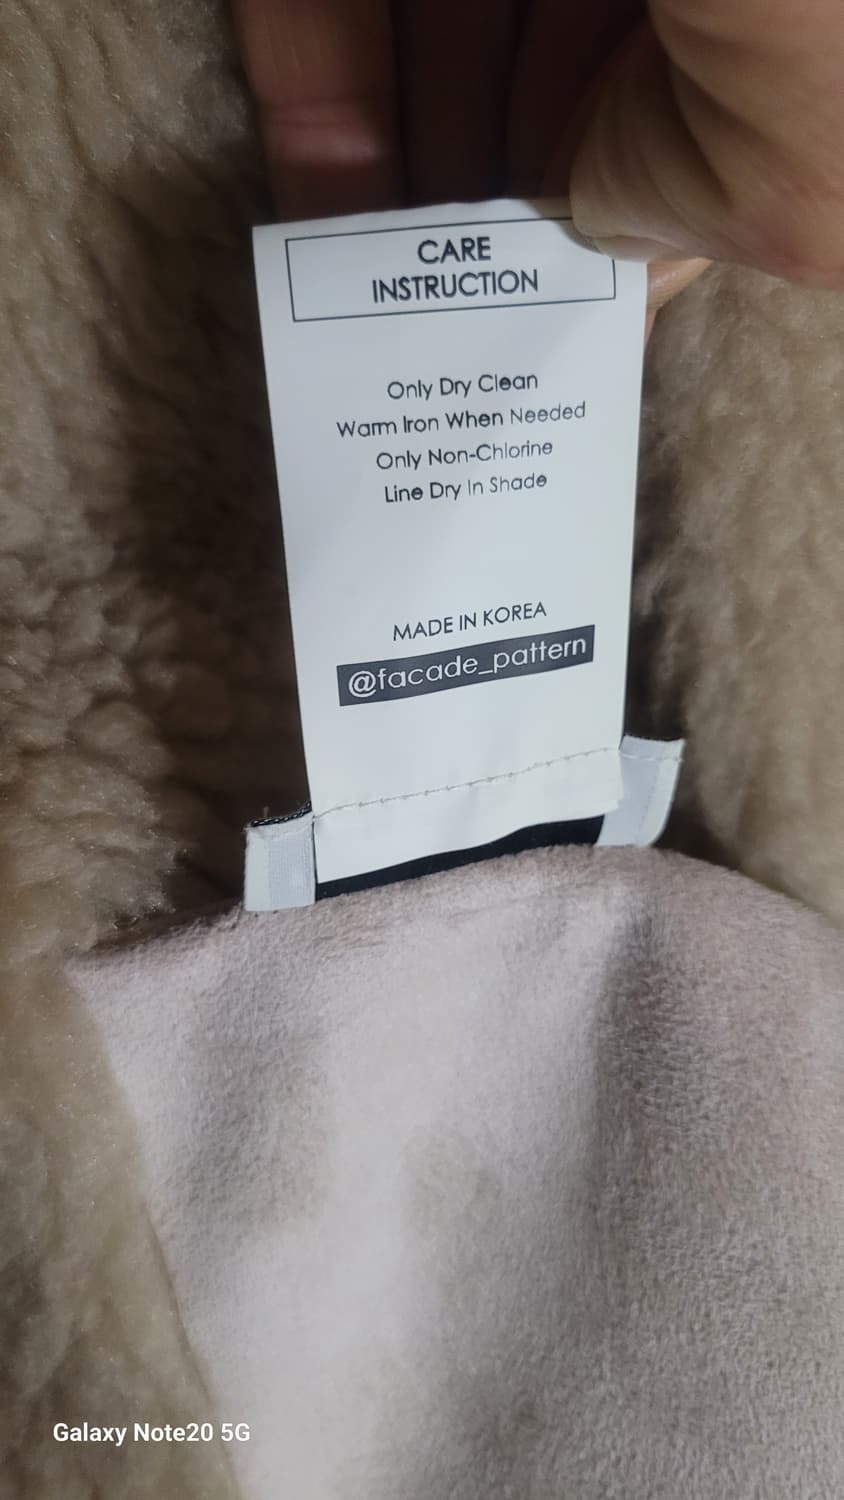 CARE
INSTRUCTION
Only Dry Clean
Warm Iron When Needed
Only Non-Chlorine
Line Dry In Shade
MADE IN KOREA
@facade_pattern
Galaxy Note20 5G